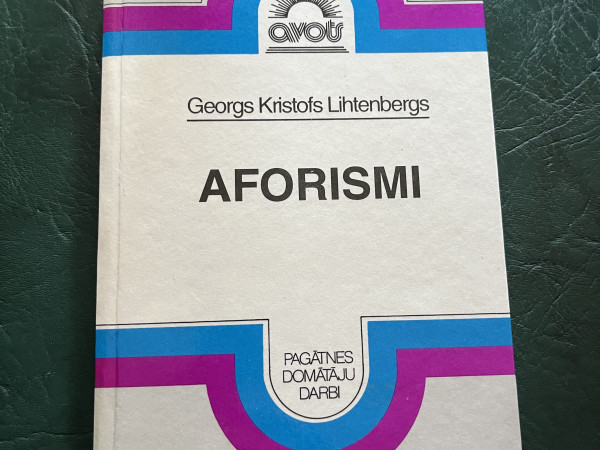 avots
Georgs Kristofs Lihtenbergs
AFORISMI
PAGĀTNES
DOMĀTĀJU
DARBI